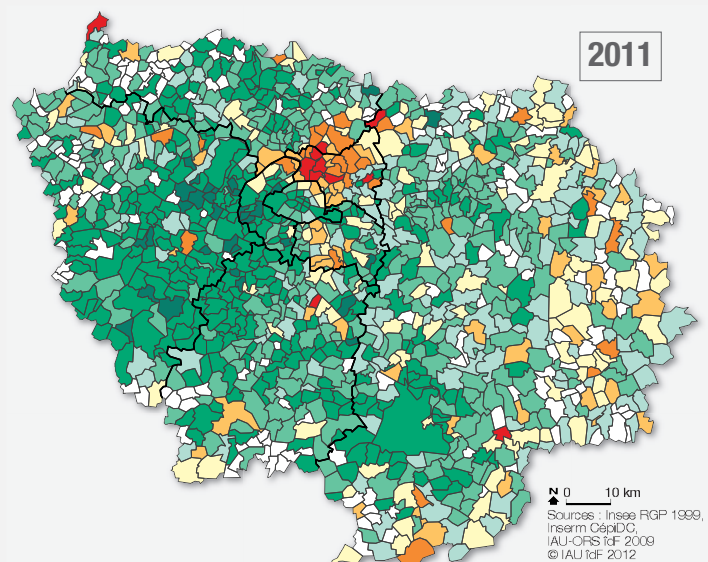 2011
N 0 10 km
Sources : Insee RGP 1999,
Inserm CépiDC,
IAU-ORS îdF 2009
© IAU îdF 2012